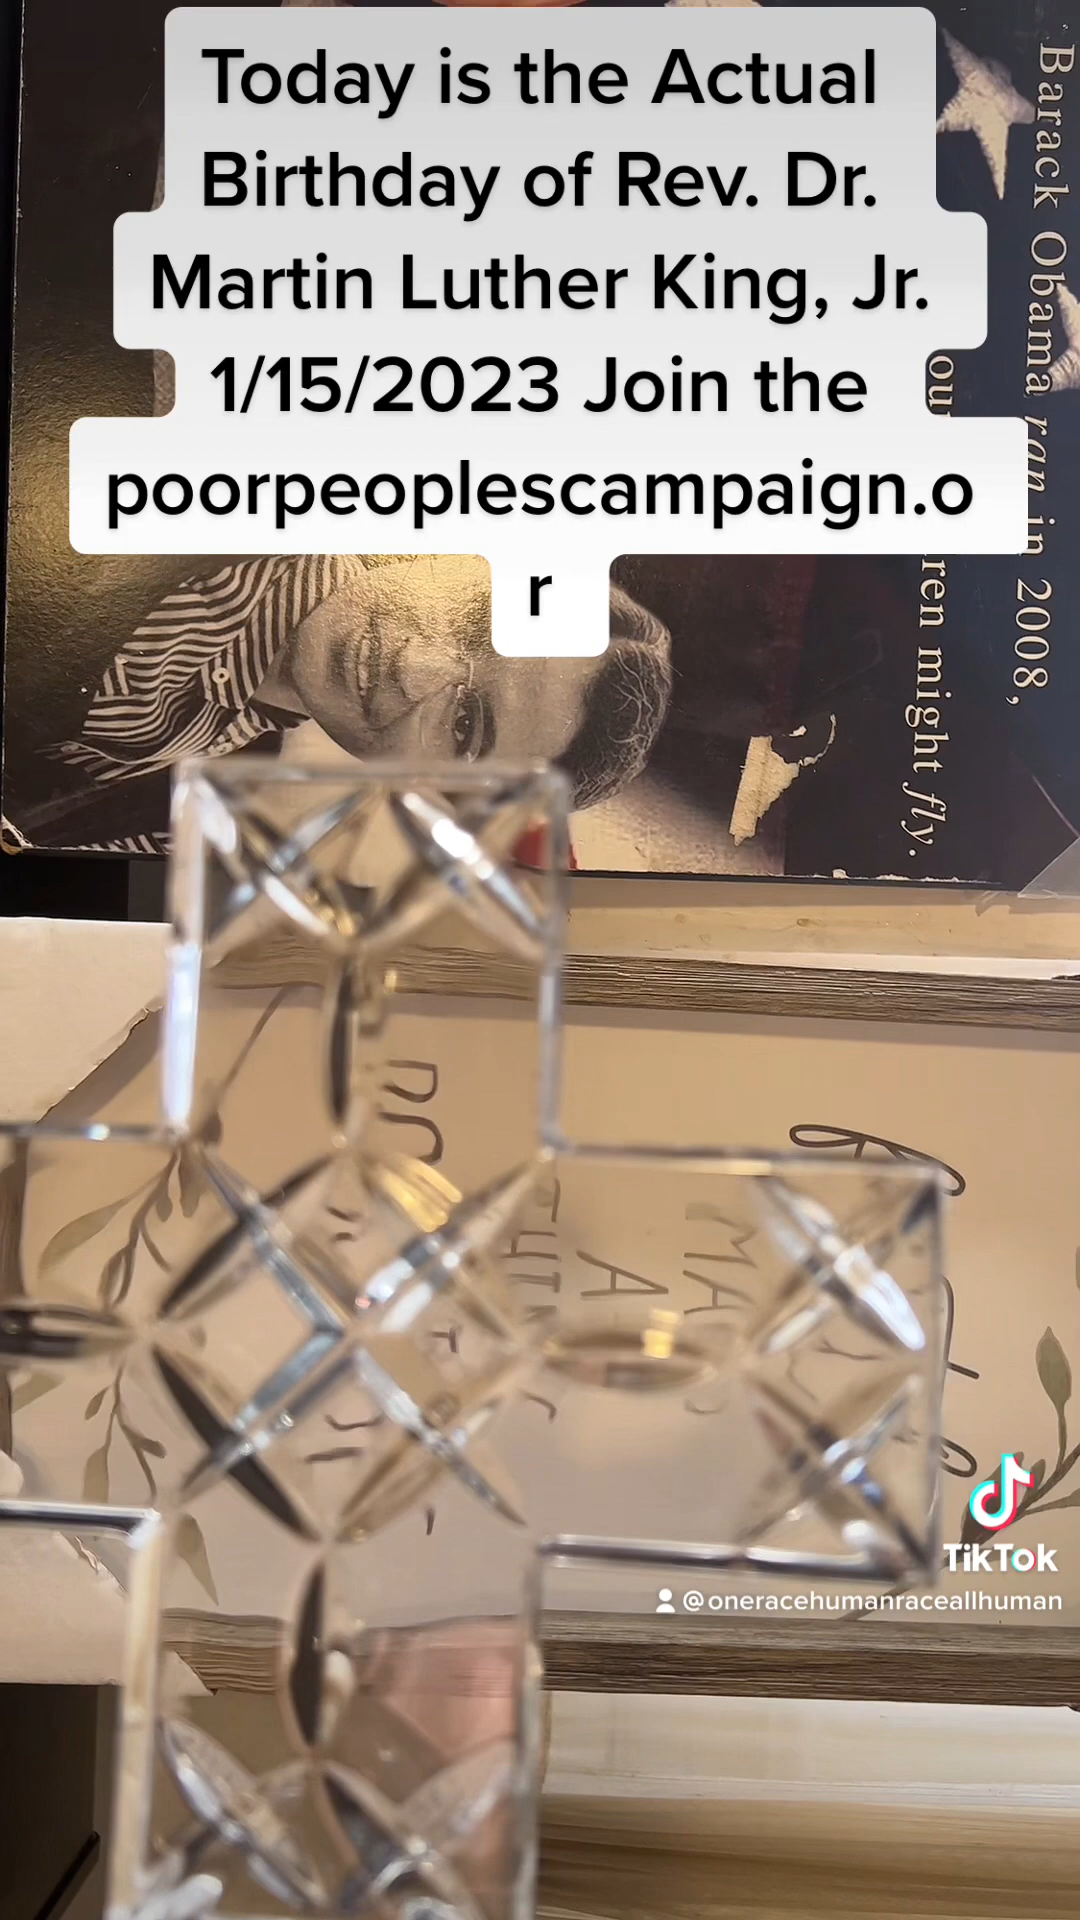 Today is the Actual
Birthday of Rev. Dr.
Martin Luther King, Jr.
1/15/2023 Join the
poorpeoplescampaign.o
r
Barack Obama ran in 2008,
ren might fly.
MA
A
TikTok
@oneracehumanraceallhuman